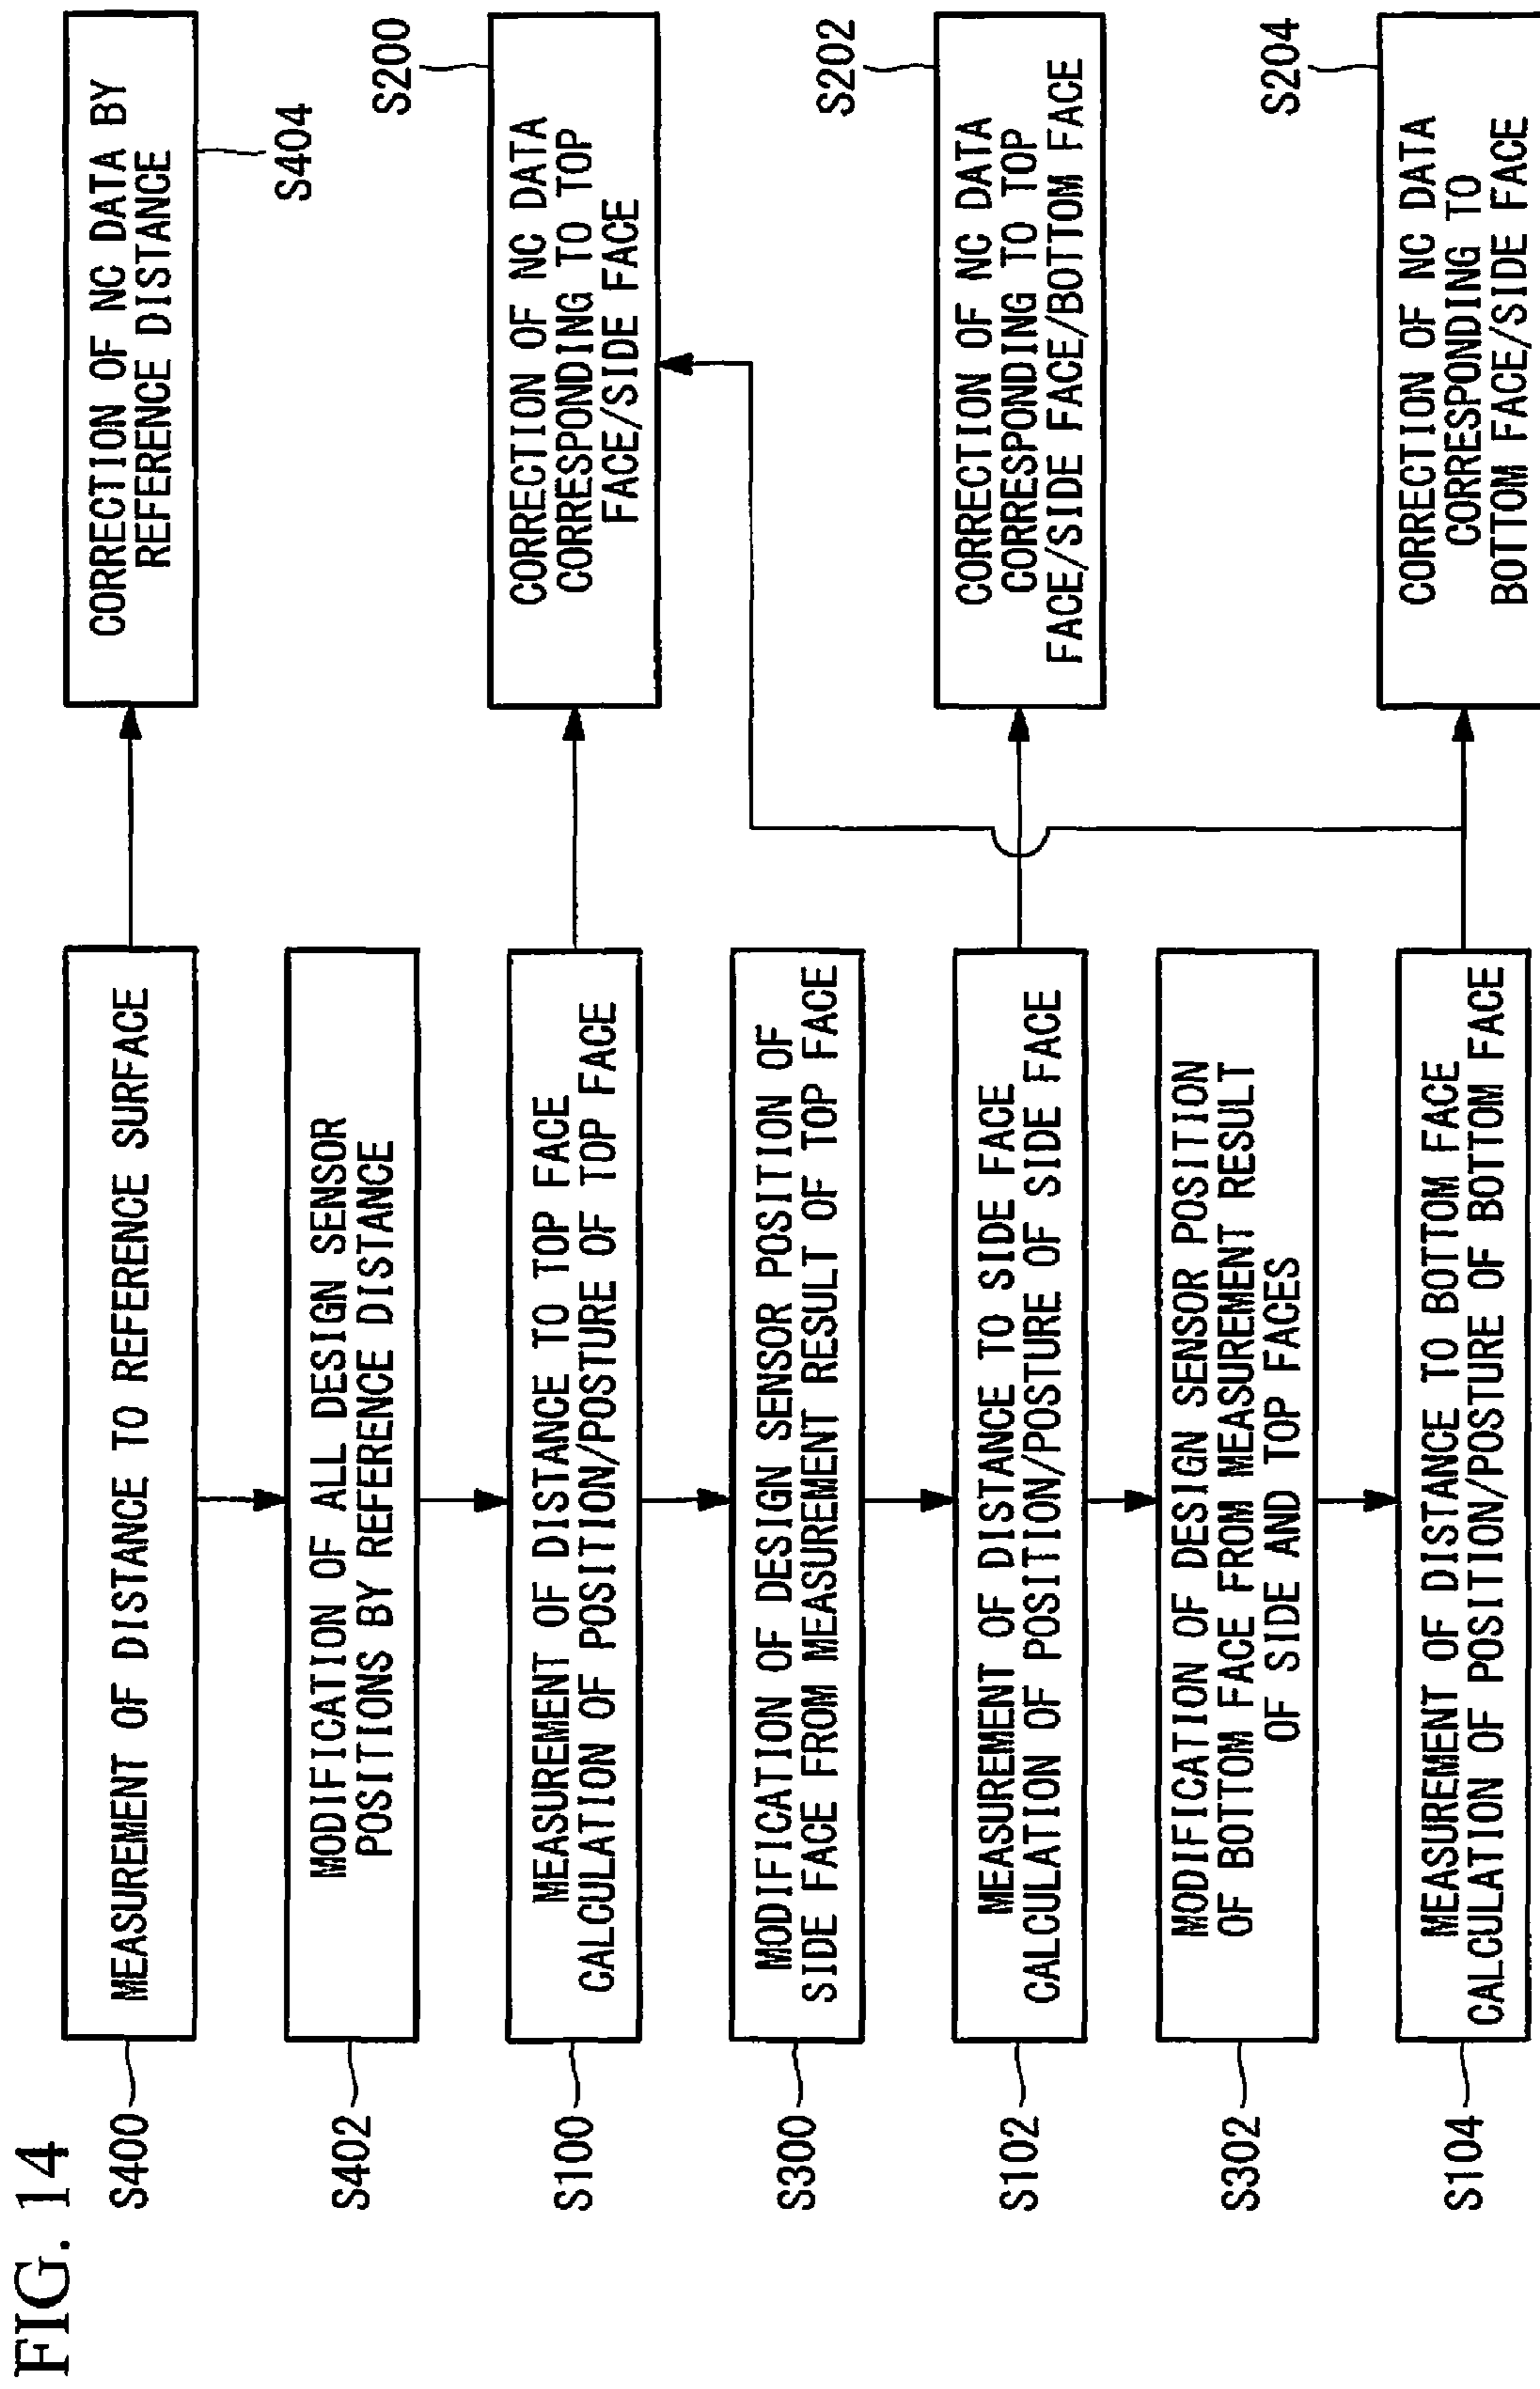 FIG. 14
S400
MEASUREMENT OF DISTANCE TO REFERENCE SURFACE
CORRECTION OF NC DATA BY
REFERENCE DISTANCE
S404
S402
MODIFICATION OF ALL DESIGN SENSOR
POSITIONS BY REFERENCE DISTANCE
S100
MEASUREMENT OF DISTANCE TO TOP FACE
CALCULATION OF POSITION/POSTURE OF TOP FACE
S200
CORRECTION OF NC DATA
CORRESPONDING TO TOP
FACE/SIDE FACE
S300
MODIFICATION OF DESIGN SENSOR POSITION OF
SIDE FACE FROM MEASUREMENT RESULT OF TOP FACE
S102
MEASUREMENT OF DISTANCE TO SIDE FACE
CALCULATION OF POSITION/POSTURE OF SIDE FACE
S202
CORRECTION OF NC DATA
CORRESPONDING TO TOP
FACE/SIDE FACE/BOTTOM FACE
S302
MODIFICATION OF DESIGN SENSOR POSITION
OF BOTTOM FACE FROM MEASUREMENT RESULT
OF SIDE AND TOP FACES
S104
MEASUREMENT OF DISTANCE TO BOTTOM FACE
CALCULATION OF POSITION/POSTURE OF BOTTOM FACE
S204
CORRECTION OF NC DATA
CORRESPONDING TO
BOTTOM FACE/SIDE FACE